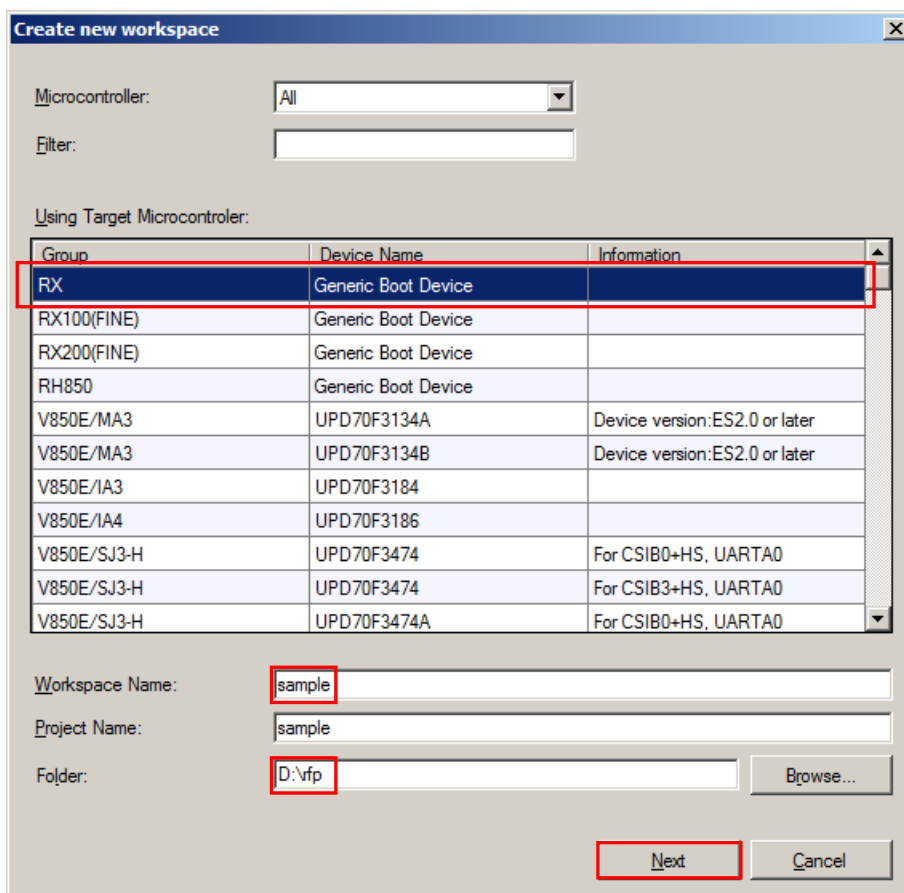 Create new workspace
Microcontroller: All
Filter:
Using Target Microcontroler:
Group Device Name Information
RX Generic Boot Device
RX100(FINE) Generic Boot Device
RX200(FINE) Generic Boot Device
RH850 Generic Boot Device
V850E/MA3 UPD70F3134A Device version:ES2.0 or later
V850E/MA3 UPD70F3134B Device version:ES2.0 or later
V850E/IA3 UPD70F3184
V850E/IA4 UPD70F3186
V850E/SJ3-H UPD70F3474 For CSIB0+HS, UARTA0
V850E/SJ3-H UPD70F3474 For CSIB3+HS, UARTA0
V850E/SJ3-H UPD70F3474A For CSIB0+HS, UARTA0
Workspace Name: sample
Project Name: sample
Folder: D:\rfp Browse...
Next Cancel